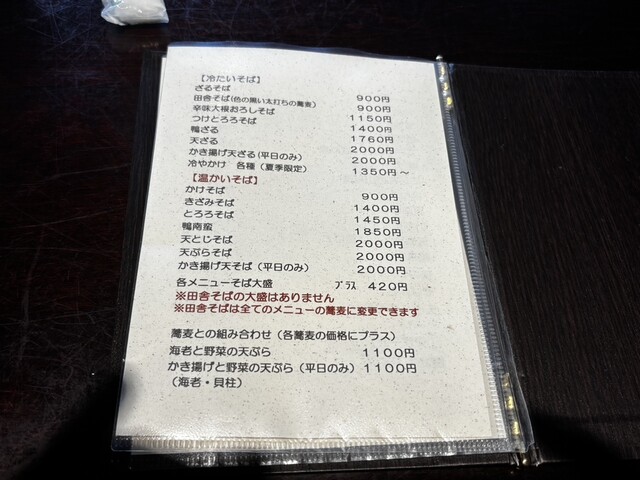 【冷たいそば】
ざるそば 900円
田舎そば(色の黒い太打ちの蕎麦) 900円
辛味大根おろしそば 1150円
つけとろろそば 1400円
鴨ざる 1760円
天ざる 2000円
かき揚げ天ざる(平日のみ) 2000円
冷やかけ 各種(夏季限定) 1350円～
【温かいそば】
かけそば 900円
きざみそば 1400円
とろろそば 1450円
鴨南蛮 1850円
天とじそば 2000円
天ぷらそば 2000円
かき揚げ天そば(平日のみ) 2000円
各メニューそば大盛 プラス 420円
※田舎そばの大盛はありません
※田舎そばは全てのメニューの蕎麦に変更できます
蕎麦との組み合わせ(各蕎麦の価格にプラス)
海老と野菜の天ぷら 1100円
かき揚げと野菜の天ぷら(平日のみ)1100円
(海老・貝柱)